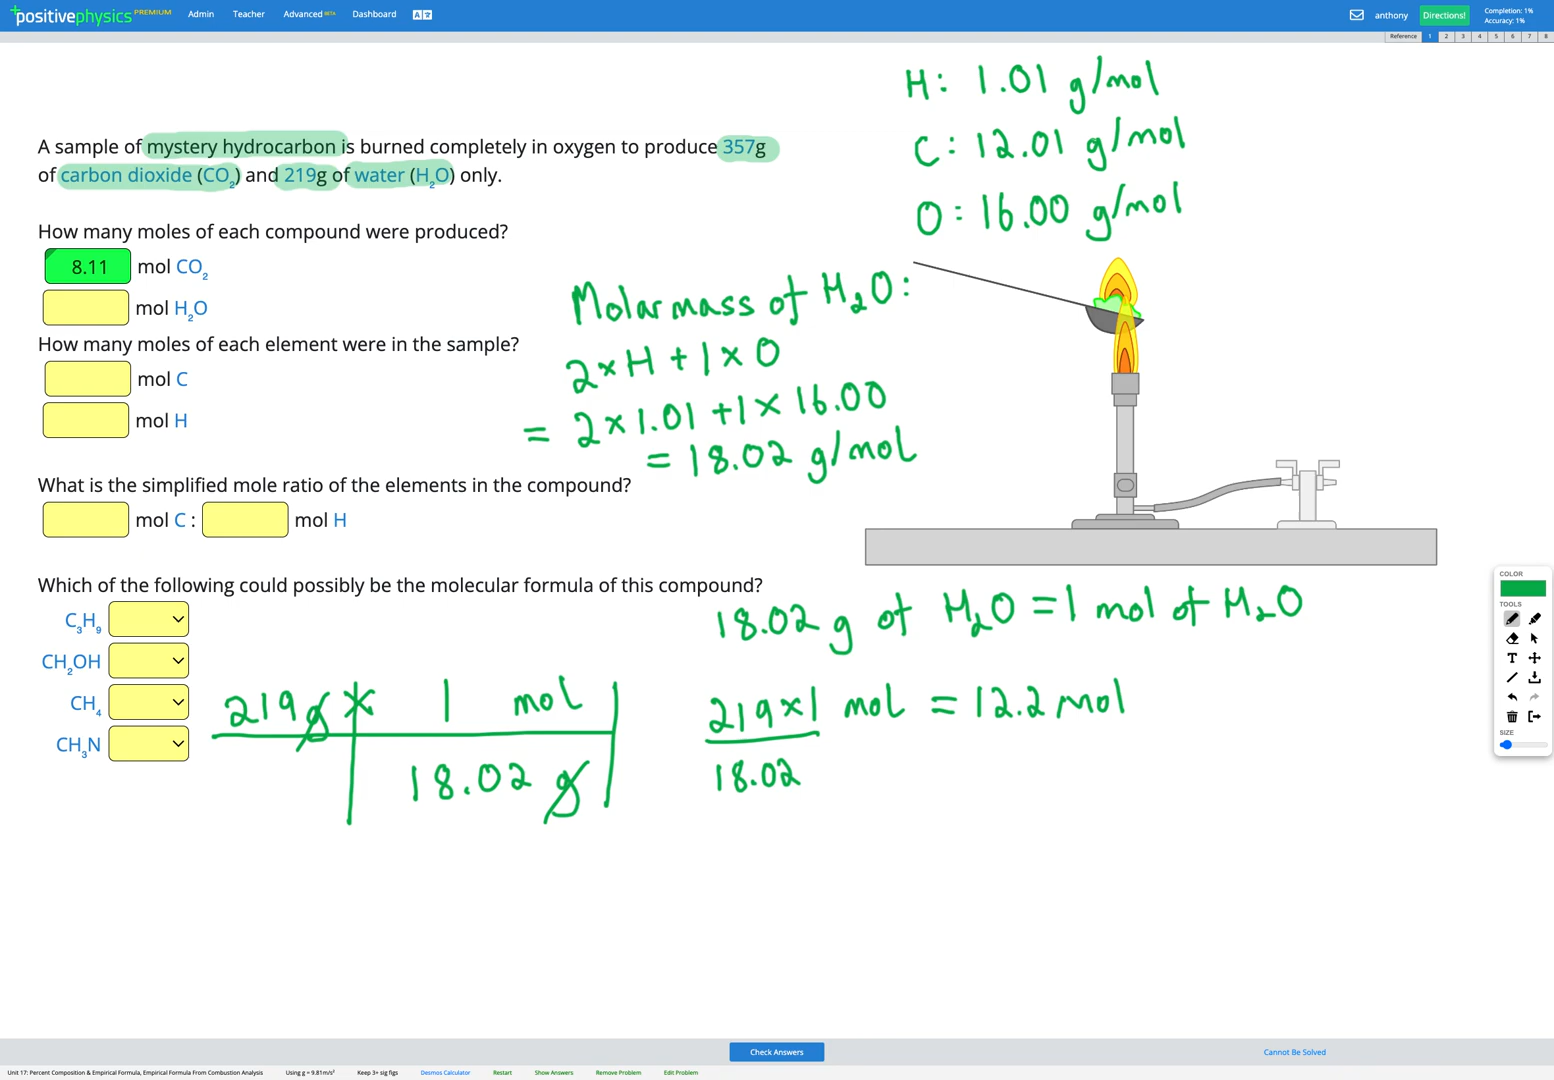 positivephysics PREMIUM Admin Teacher Advanced BETA Dashboard A anthony Directions! Completion: 1%
Accuracy: 1%
Reference 1 2 3 4 5 6 7 8
H: 1.01 g/mol
C: 12.01 g/mol
O: 16.00 g/mol
A sample of mystery hydrocarbon is burned completely in oxygen to produce 357g
of carbon dioxide (CO₂) and 219g of water (H₂O) only.
How many moles of each compound were produced?
8.11 mol CO₂
mol H₂O
How many moles of each element were in the sample?
mol C
mol H
Molar mass of H₂O:
2×H+1×O
= 2×1.01+1×16.00
= 18.02 g/mol
What is the simplified mole ratio of the elements in the compound?
mol C : mol H
Which of the following could possibly be the molecular formula of this compound?
C₃H₉
CH₂OH
CH₄
CH₃N
18.02 g of H₂O = 1 mol of H₂O
219 g × 1 mol
18.02 g
219×1 mol = 12.2 mol
18.02
COLOR
TOOLS
T
SIZE
Check Answers Cannot Be Solved
Unit 17: Percent Composition & Empirical Formula, Empirical Formula From Combustion Analysis Using g = 9.81m/s² Keep 3+ sig figs Desmos Calculator Restart Show Answers Remove Problem Edit Problem